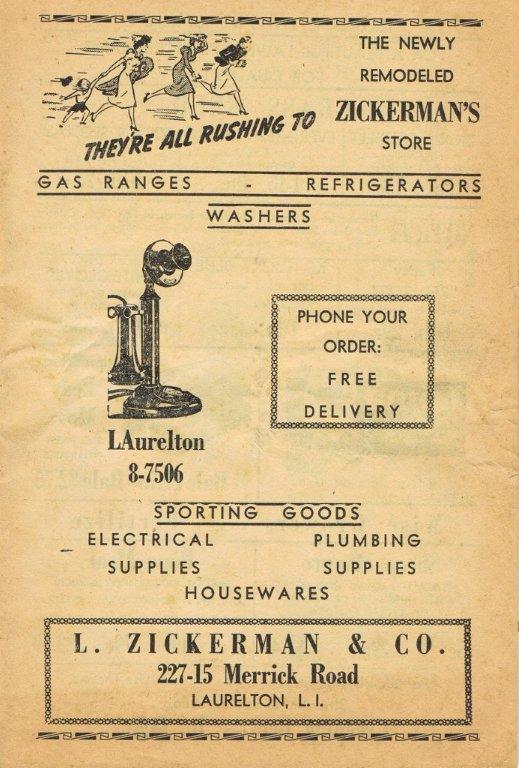 THE NEWLY
REMODELED
ZICKERMAN'S
STORE
THEY'RE ALL RUSHING TO
GAS RANGES - REFRIGERATORS
WASHERS
PHONE YOUR
ORDER:
FREE
DELIVERY
LAurelton
8-7506
SPORTING GOODS
ELECTRICAL
SUPPLIES
PLUMBING
SUPPLIES
HOUSEWARES
L. ZICKERMAN & CO.
227-15 Merrick Road
LAURELTON, L. I.